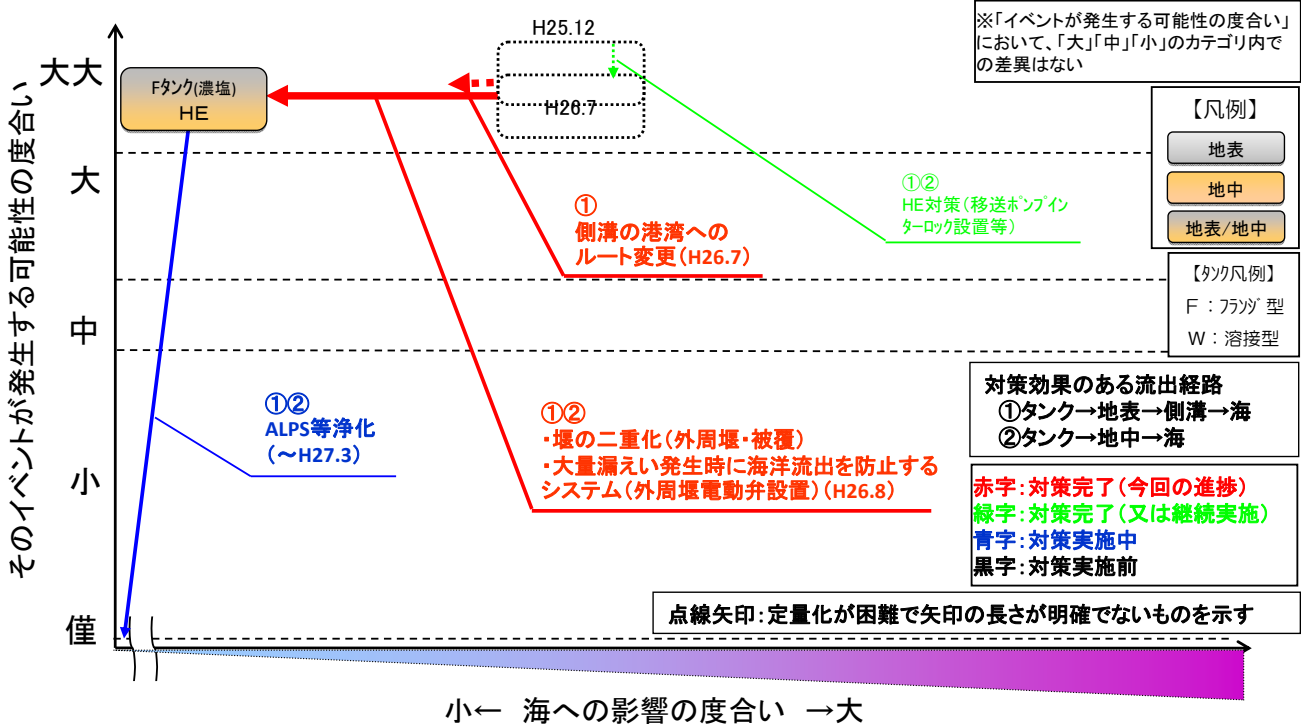 そのイベントが発生する可能性の度合い
大大
大
中
小
僅
Fタンク(濃塩)
HE
H25.12
H26.7
※「イベントが発生する可能性の度合い」
において、「大」「中」「小」のカテゴリ内で
の差異はない
【凡例】
地表
地中
地表/地中
【タンク凡例】
F：フランジ型
W：溶接型
①②
HE対策(移送ポンプイン
ターロック設置等)
①
側溝の港湾への
ルート変更(H26.7)
①②
ALPS等浄化
(～H27.3)
①②
・堰の二重化(外周堰・被覆)
・大量漏えい発生時に海洋流出を防止する
システム(外周堰電動弁設置)(H26.8)
対策効果のある流出経路
①タンク→地表→側溝→海
②タンク→地中→海
赤字:対策完了(今回の進捗)
緑字:対策完了(又は継続実施)
青字:対策実施中
黒字:対策実施前
点線矢印:定量化が困難で矢印の長さが明確でないものを示す
小← 海への影響の度合い →大